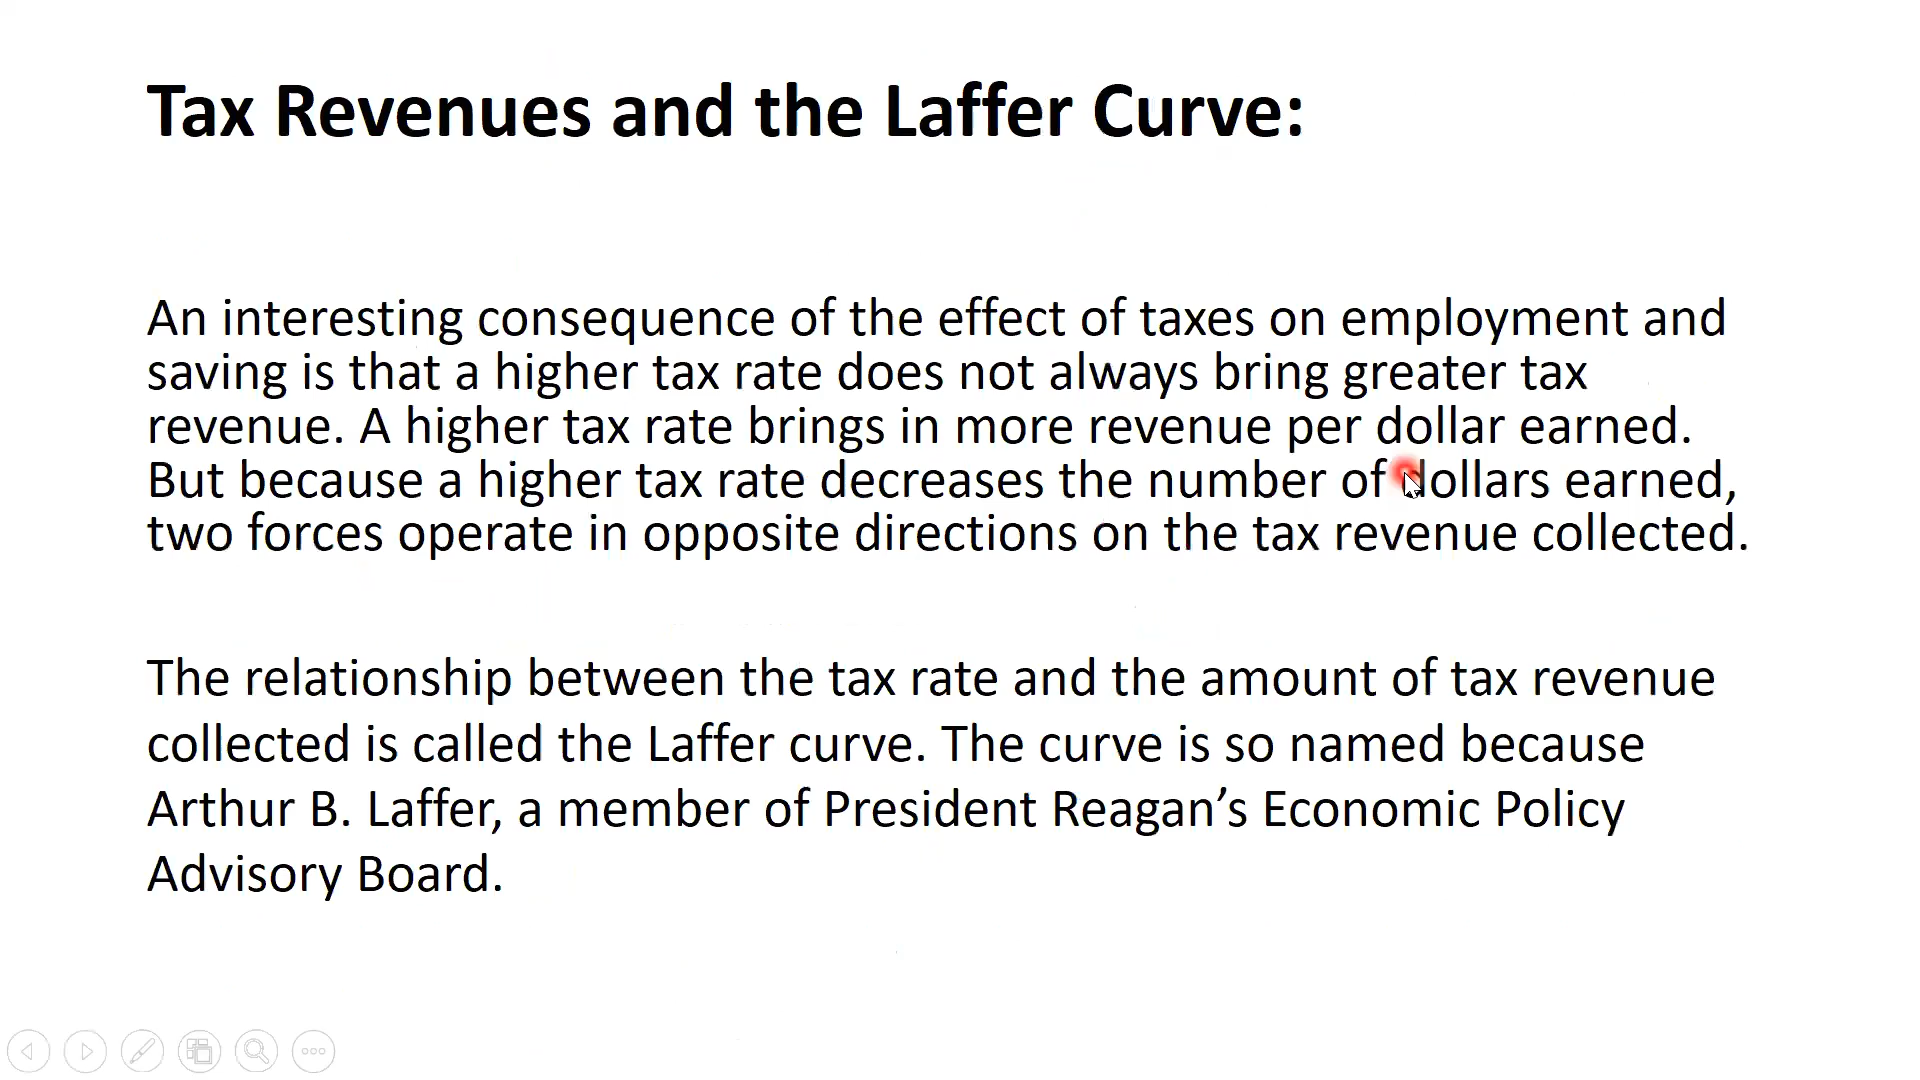 Tax Revenues and the Laffer Curve:
An interesting consequence of the effect of taxes on employment and
saving is that a higher tax rate does not always bring greater tax
revenue. A higher tax rate brings in more revenue per dollar earned.
But because a higher tax rate decreases the number of dollars earned,
two forces operate in opposite directions on the tax revenue collected.
The relationship between the tax rate and the amount of tax revenue
collected is called the Laffer curve. The curve is so named because
Arthur B. Laffer, a member of President Reagan’s Economic Policy
Advisory Board.